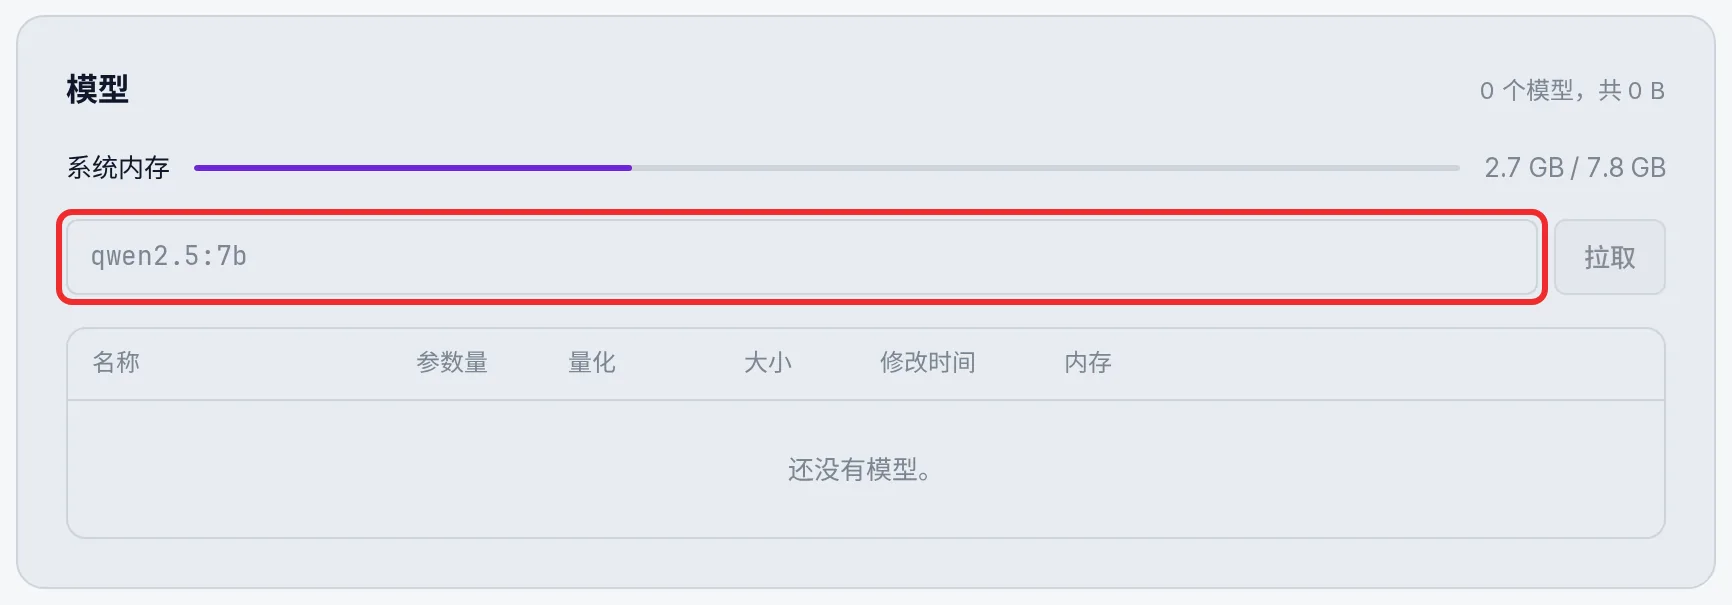 模型
0 个模型，共 0 B
系统内存 2.7 GB / 7.8 GB
qwen2.5:7b 拉取
名称 参数量 量化 大小 修改时间 内存
还没有模型。